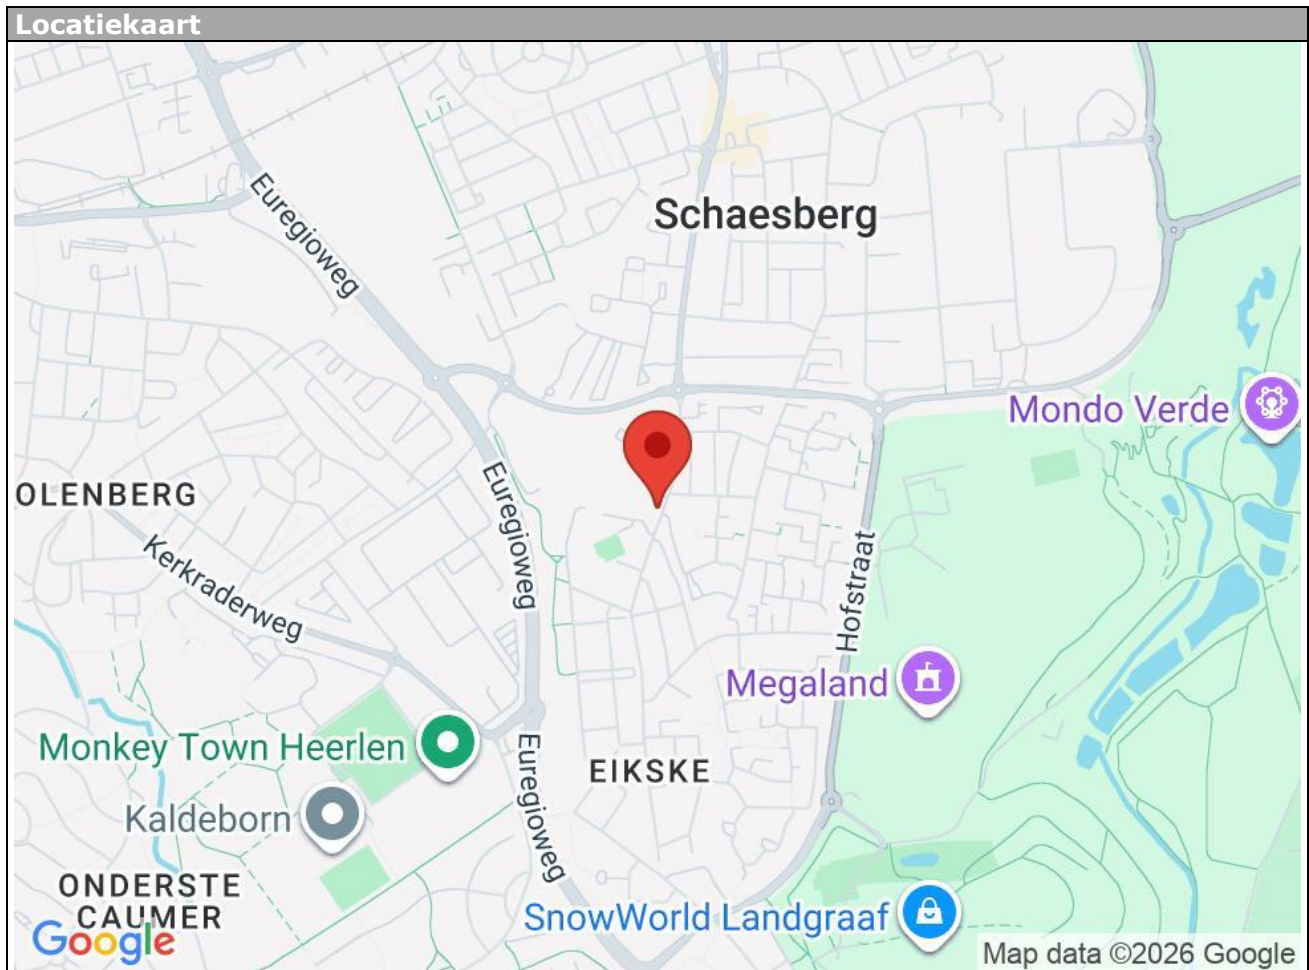 Locatiekaart
Euregioweg
Schaesberg
Mondo Verde
OLENBERG
Euregioweg
Kerkraderweg
Hofstraat
Megaland
Monkey Town Heerlen
EIKSKE
Euregioweg
Kaldeborn
ONDERSTE
CAUMER
SnowWorld Landgraaf
Google
Map data ©2026 Google